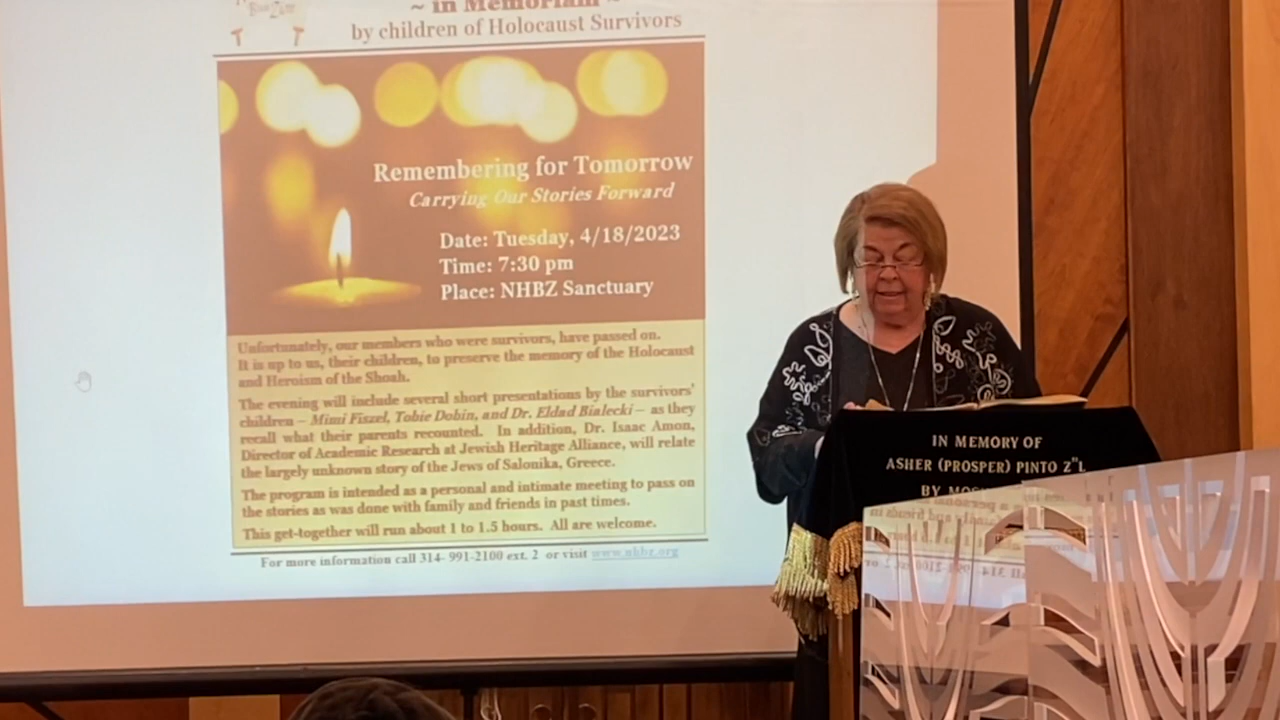 ~ in Memoriam ~
by children of Holocaust Survivors
Remembering for Tomorrow
Carrying Our Stories Forward
Date: Tuesday, 4/18/2023
Time: 7:30 pm
Place: NHBZ Sanctuary
Unfortunately, our members who were survivors, have passed on.
It is up to us, their children, to preserve the memory of the Holocaust
and Heroism of the Shoah.
The evening will include several short presentations by the survivors'
children – Mimi Fiszel, Tobie Dobin, and Dr. Eldad Bialecki – as they
recall what their parents recounted. In addition, Dr. Isaac Amon,
Director of Academic Research at Jewish Heritage Alliance, will relate
the largely unknown story of the Jews of Salonika, Greece.
The program is intended as a personal and intimate meeting to pass on
the stories as was done with family and friends in past times.
This get-together will run about 1 to 1.5 hours. All are welcome.
For more information call 314- 991-2100 ext. 2 or visit www.nhbz.org
IN MEMORY OF
ASHER (PROSPER) PINTO Z"L
BY